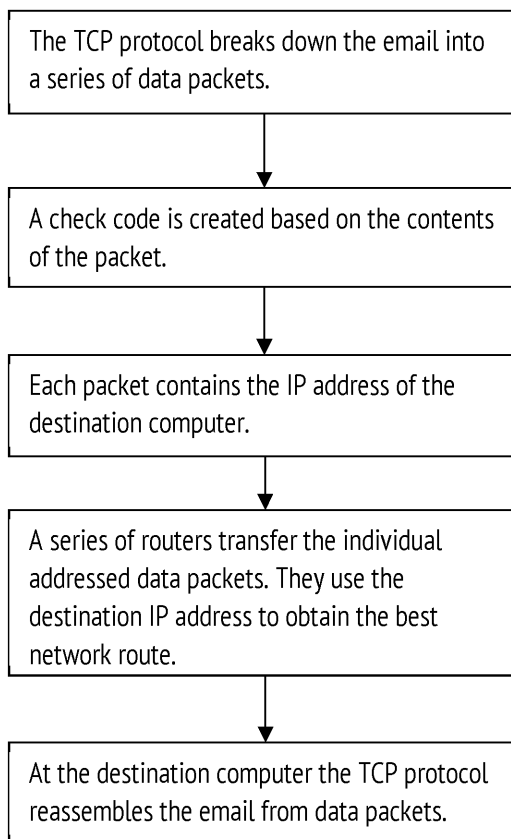 The TCP protocol breaks down the email into
a series of data packets.
A check code is created based on the contents
of the packet.
Each packet contains the IP address of the
destination computer.
A series of routers transfer the individual
addressed data packets. They use the
destination IP address to obtain the best
network route.
At the destination computer the TCP protocol
reassembles the email from data packets.